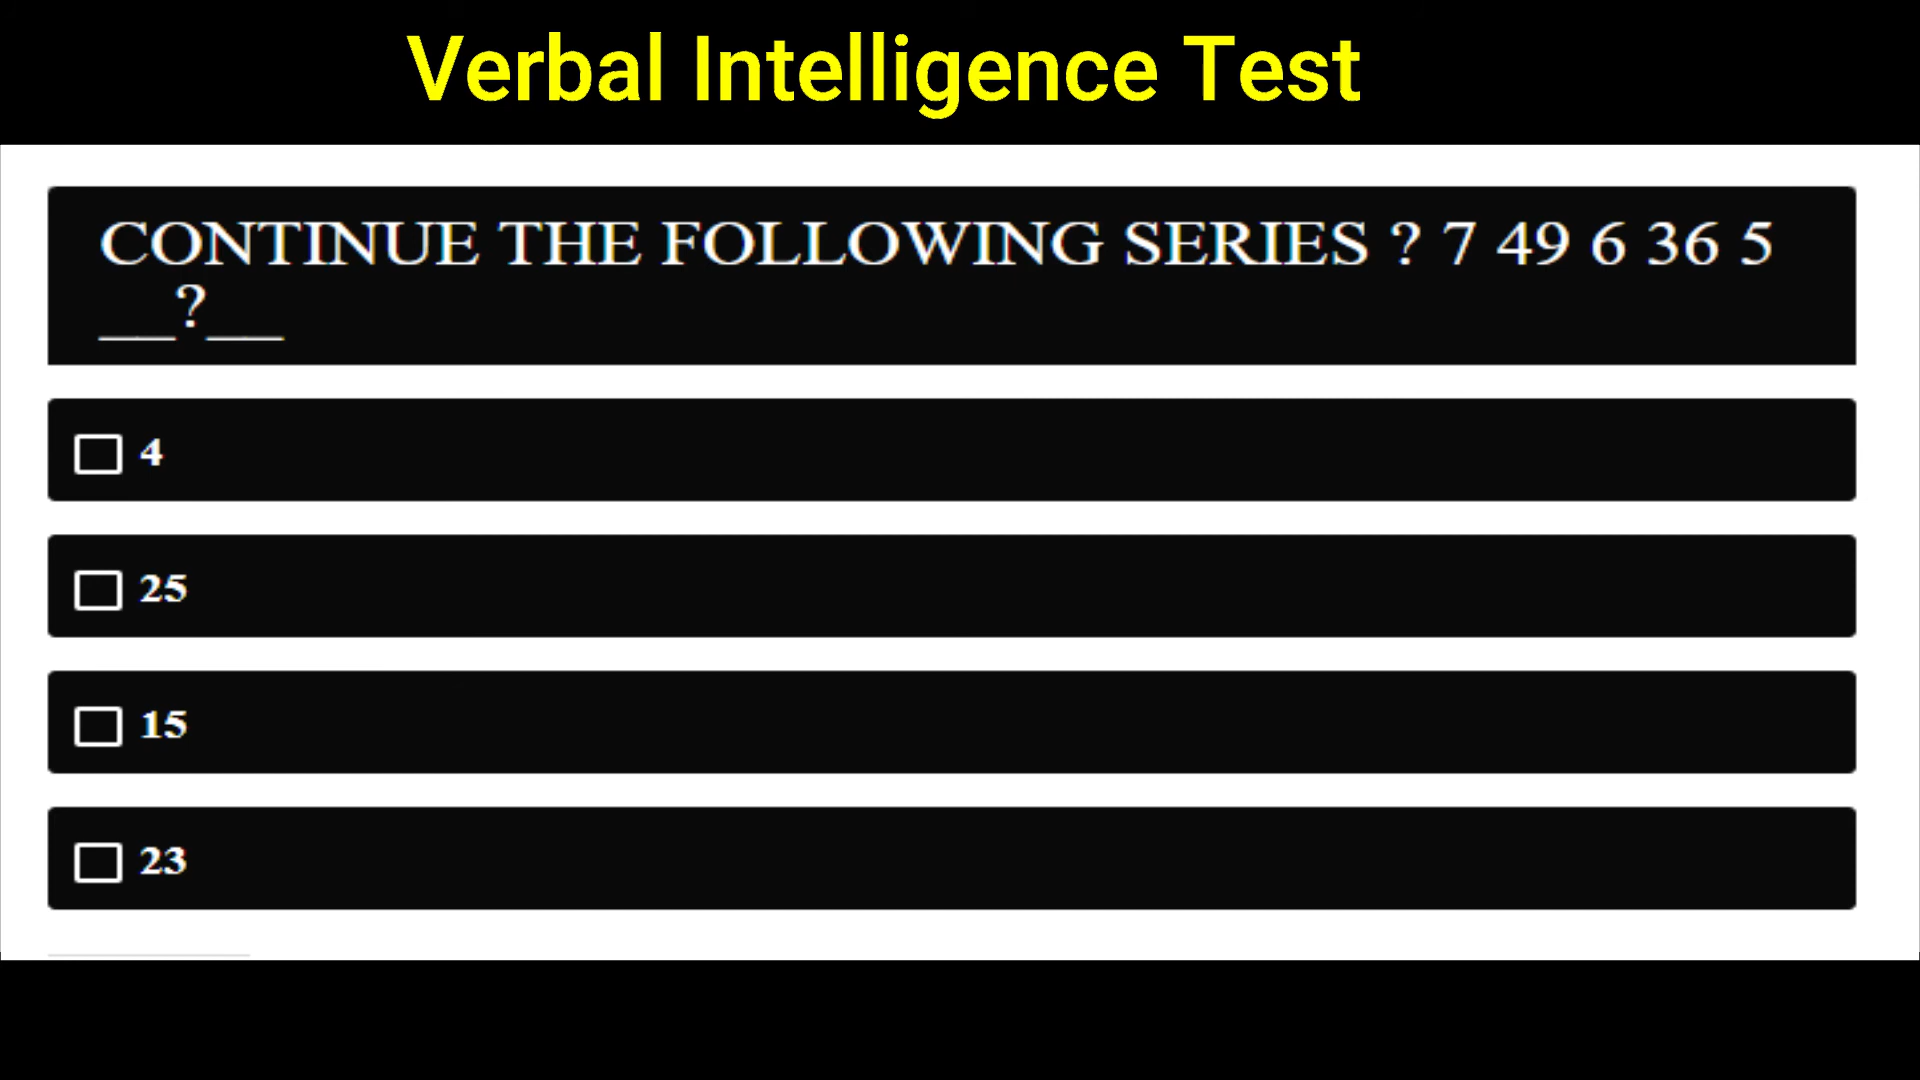 Verbal Intelligence Test
CONTINUE THE FOLLOWING SERIES ? 7 49 6 36 5
__?__
4
25
15
23